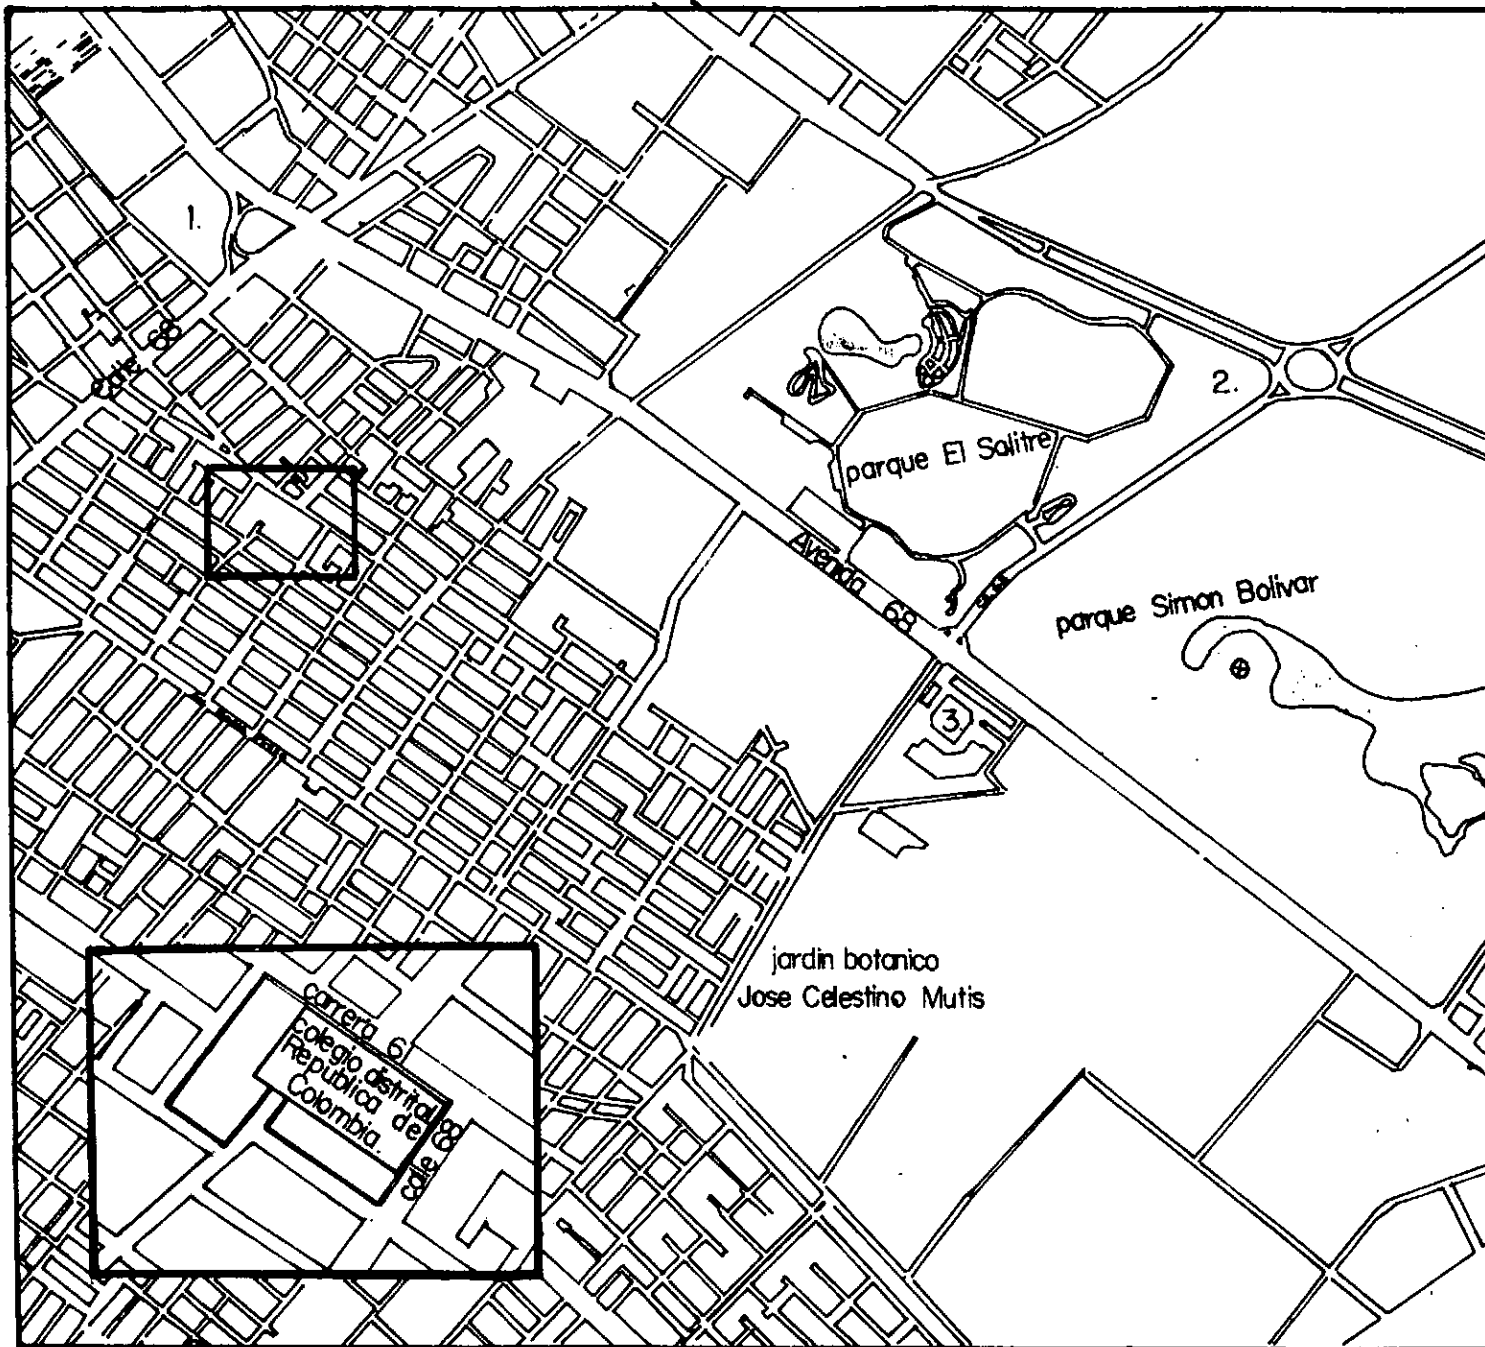 1.
calle 68
2.
parque El Salitre
Avenida 68
parque Simon Bolivar
3
jardin botanico
Jose Celestino Mutis
carrera 6
colegio distrital
Republica de
Colombia.
calle 68